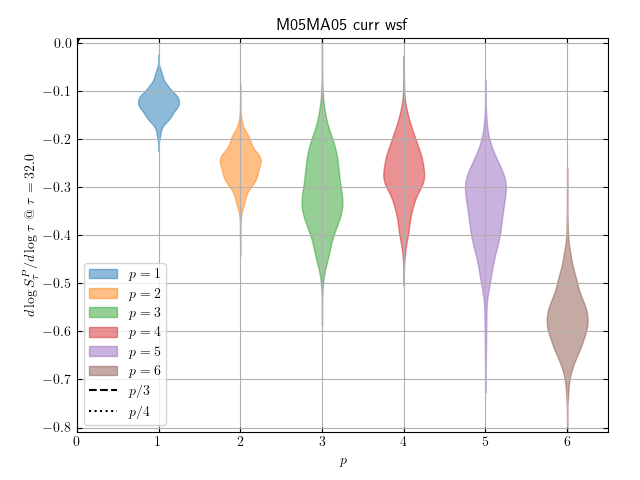 M05MA05 curr wsf
d log S_τ^P / d log τ @ τ = 32.0
0.0
−0.1
−0.2
−0.3
−0.4
−0.5
−0.6
−0.7
−0.8
p = 1
p = 2
p = 3
p = 4
p = 5
p = 6
p/3
p/4
0 1 2 3 4 5 6
p